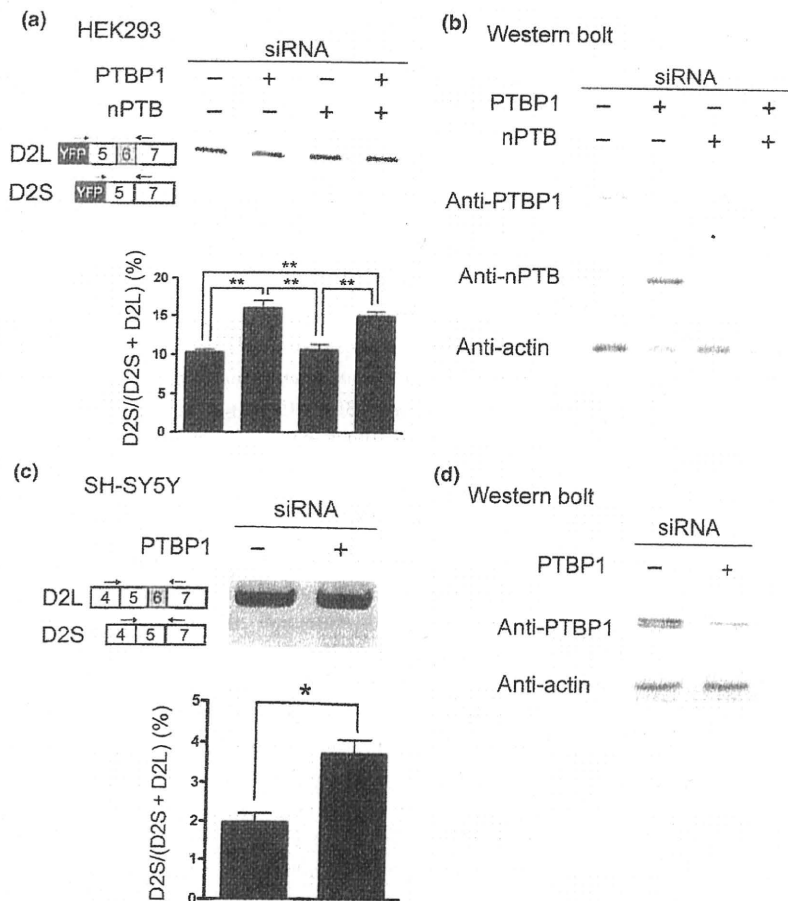 (a)
HEK293
siRNA
PTBP1 − + − +
nPTB − − + +
D2L YFP 5 6 7
D2S YFP 5 7
** ** ** **
D2S/(D2S + D2L) (%)
20
15
10
5
0
(b)
Western bolt
siRNA
PTBP1 − + − +
nPTB − − + +
Anti-PTBP1
Anti-nPTB
Anti-actin
(c)
SH-SY5Y
siRNA
PTBP1 − +
D2L 4 5 6 7
D2S 4 5 7
*
D2S/(D2S + D2L) (%)
5
4
3
2
1
0
(d)
Western bolt
siRNA
PTBP1 − +
Anti-PTBP1
Anti-actin